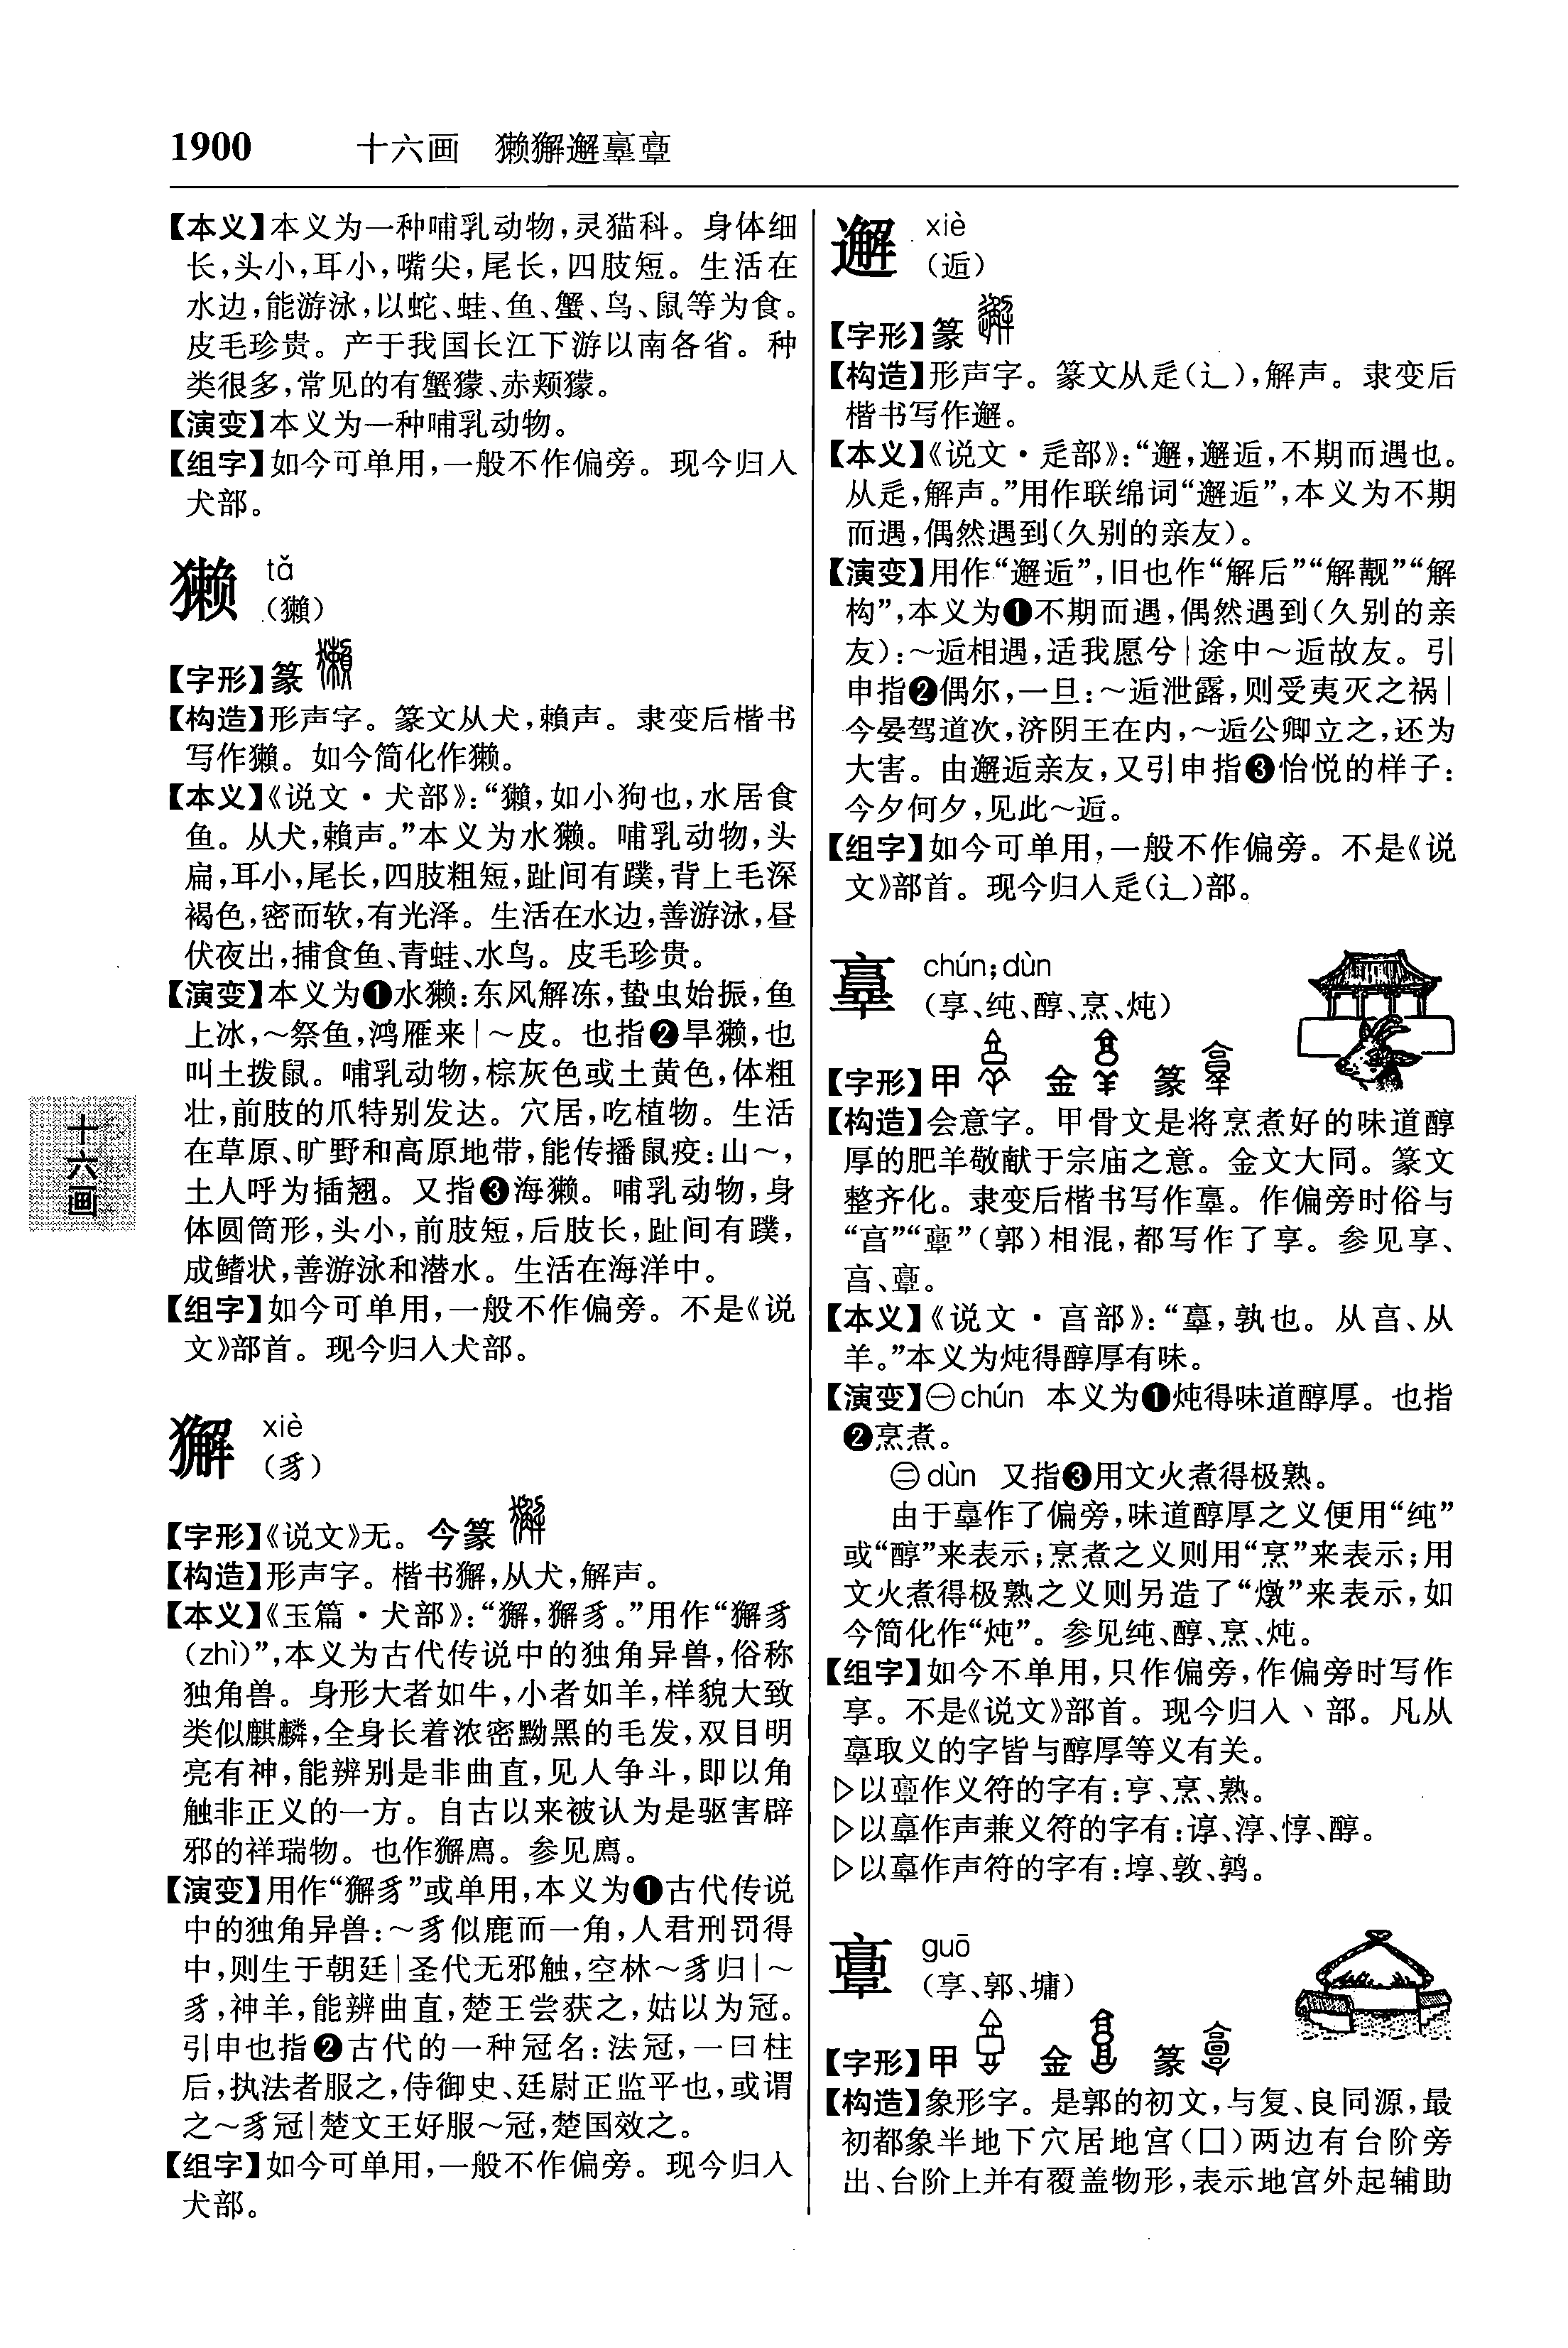 1900 十六画 獭獬邂𦎫𩫏
【本义】本义为一种哺乳动物,灵猫科。身体细
长,头小,耳小,嘴尖,尾长,四肢短。生活在
水边,能游泳,以蛇、蛙、鱼、蟹、鸟、鼠等为食。
皮毛珍贵。产于我国长江下游以南各省。种
类很多,常见的有蟹獴、赤颊獴。
【演变】本义为一种哺乳动物。
【组字】如今可单用,一般不作偏旁。现今归入
犬部。
獭 tǎ
(獺)
【字形】篆
【构造】形声字。篆文从犬,賴声。隶变后楷书
写作獺。如今简化作獭。
【本义】《说文·犬部》:“獺,如小狗也,水居食
鱼。从犬,賴声。”本义为水獭。哺乳动物,头
扁,耳小,尾长,四肢粗短,趾间有蹼,背上毛深
褐色,密而软,有光泽。生活在水边,善游泳,昼
伏夜出,捕食鱼、青蛙、水鸟。皮毛珍贵。
【演变】本义为❶水獭:东风解冻,蛰虫始振,鱼
上冰,～祭鱼,鸿雁来|～皮。也指❷旱獭,也
叫土拨鼠。哺乳动物,棕灰色或土黄色,体粗
壮,前肢的爪特别发达。穴居,吃植物。生活
在草原、旷野和高原地带,能传播鼠疫:山～,
土人呼为插翘。又指❸海獭。哺乳动物,身
体圆筒形,头小,前肢短,后肢长,趾间有蹼,
成鳍状,善游泳和潜水。生活在海洋中。
【组字】如今可单用,一般不作偏旁。不是《说
文》部首。现今归入犬部。
獬 xiè
(豸)
【字形】《说文》无。今篆
【构造】形声字。楷书獬,从犬,解声。
【本义】《玉篇·犬部》:“獬,獬豸。”用作“獬豸
(zhì)”,本义为古代传说中的独角异兽,俗称
独角兽。身形大者如牛,小者如羊,样貌大致
类似麒麟,全身长着浓密黝黑的毛发,双目明
亮有神,能辨别是非曲直,见人争斗,即以角
触非正义的一方。自古以来被认为是驱害辟
邪的祥瑞物。也作獬廌。参见廌。
【演变】用作“獬豸”或单用,本义为❶古代传说
中的独角异兽:～豸似鹿而一角,人君刑罚得
中,则生于朝廷|圣代无邪触,空林～豸归|～
豸,神羊,能辨曲直,楚王尝获之,姑以为冠。
引申也指❷古代的一种冠名:法冠,一曰柱
后,执法者服之,侍御史、廷尉正监平也,或谓
之～豸冠|楚文王好服～冠,楚国效之。
【组字】如今可单用,一般不作偏旁。现今归入
犬部。
邂 xiè
(逅)
【字形】篆
【构造】形声字。篆文从辵(辶),解声。隶变后
楷书写作邂。
【本义】《说文·辵部》:“邂,邂逅,不期而遇也。
从辵,解声。”用作联绵词“邂逅”,本义为不期
而遇,偶然遇到(久别的亲友)。
【演变】用作“邂逅”,旧也作“解后”“解觏”“解
构”,本义为❶不期而遇,偶然遇到(久别的亲
友):～逅相遇,适我愿兮|途中～逅故友。引
申指❷偶尔,一旦:～逅泄露,则受夷灭之祸|
今晏驾道次,济阴王在内,～逅公卿立之,还为
大害。由邂逅亲友,又引申指❸怡悦的样子:
今夕何夕,见此～逅。
【组字】如今可单用,一般不作偏旁。不是《说
文》部首。现今归入辵(辶)部。
𦎫 chún;dùn
(享、纯、醇、烹、炖)
【字形】甲 金 篆
【构造】会意字。甲骨文是将烹煮好的味道醇
厚的肥羊敬献于宗庙之意。金文大同。篆文
整齐化。隶变后楷书写作𦎫。作偏旁时俗与
“亯”“𩫏”(郭)相混,都写作了享。参见享、
亯、𩫏。
【本义】《说文·亯部》:“𦎫,孰也。从亯、从
羊。”本义为炖得醇厚有味。
【演变】㊀chún 本义为❶炖得味道醇厚。也指
❷烹煮。
㊁dùn 又指❸用文火煮得极熟。
由于𦎫作了偏旁,味道醇厚之义便用“纯”
或“醇”来表示;烹煮之义则用“烹”来表示;用
文火煮得极熟之义则另造了“燉”来表示,如
今简化作“炖”。参见纯、醇、烹、炖。
【组字】如今不单用,只作偏旁,作偏旁时写作
享。不是《说文》部首。现今归入丶部。凡从
𦎫取义的字皆与醇厚等义有关。
▷以𩫏作义符的字有:亨、烹、熟。
▷以𦎫作声兼义符的字有:谆、淳、惇、醇。
▷以𦎫作声符的字有:埻、敦、鹑。
𩫏 guō
(享、郭、墉)
【字形】甲 金 篆
【构造】象形字。是郭的初文,与复、良同源,最
初都象半地下穴居地宫(囗)两边有台阶旁
出、台阶上并有覆盖物形,表示地宫外起辅助
十六画